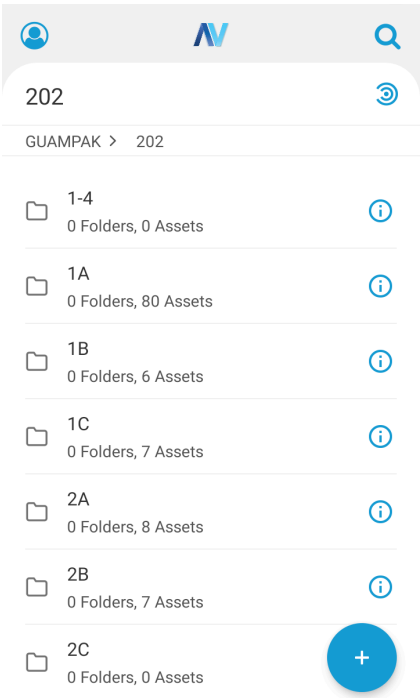 AV
202
GUAMPAK > 202
1-4
0 Folders, 0 Assets
1A
0 Folders, 80 Assets
1B
0 Folders, 6 Assets
1C
0 Folders, 7 Assets
2A
0 Folders, 8 Assets
2B
0 Folders, 7 Assets
2C
0 Folders, 0 Assets
+